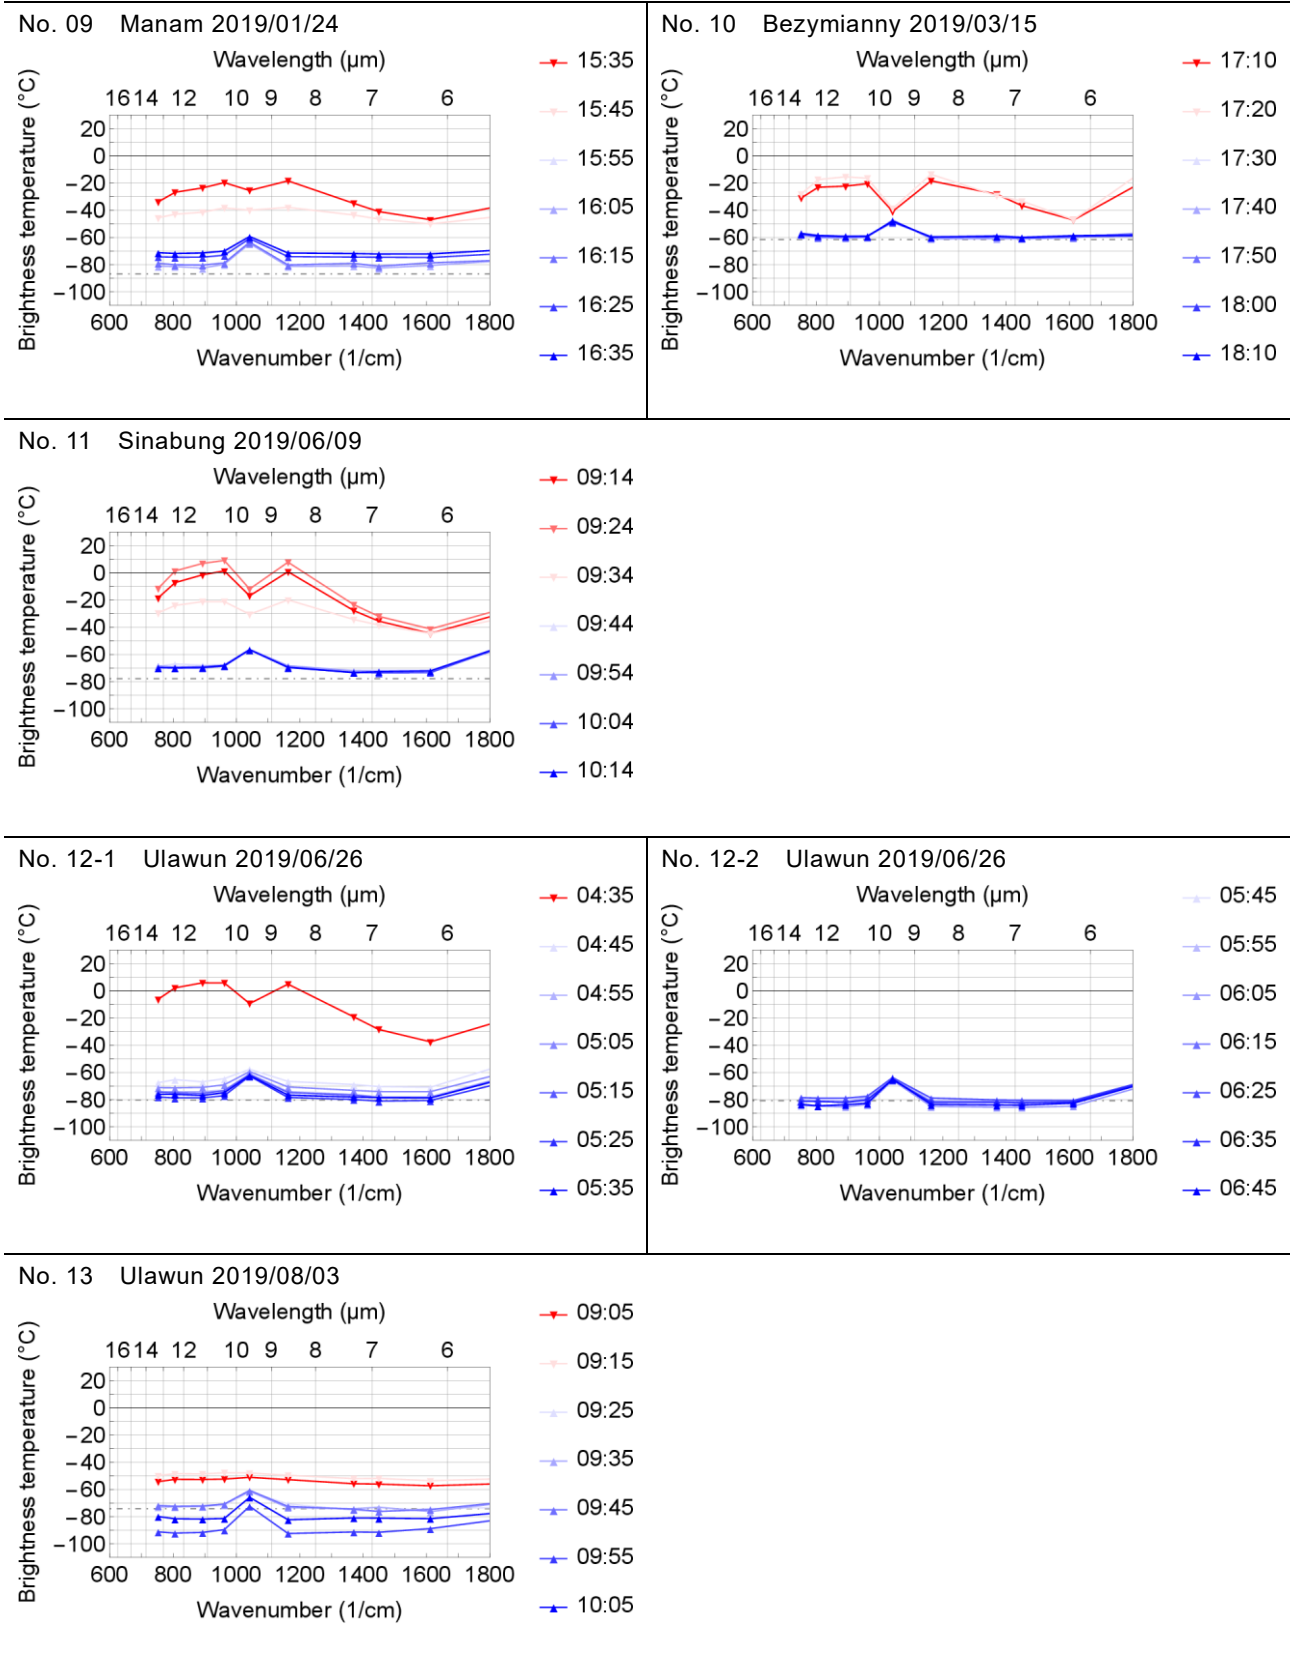 No. 09 Manam 2019/01/24
Wavelength (µm)
16 14 12 10 9 8 7 6
Brightness temperature (°C)
20
0
−20
−40
−60
−80
−100
600 800 1000 1200 1400 1600 1800
Wavenumber (1/cm)
15:35
15:45
15:55
16:05
16:15
16:25
16:35
No. 10 Bezymianny 2019/03/15
Wavelength (µm)
16 14 12 10 9 8 7 6
Brightness temperature (°C)
20
0
−20
−40
−60
−80
−100
600 800 1000 1200 1400 1600 1800
Wavenumber (1/cm)
17:10
17:20
17:30
17:40
17:50
18:00
18:10
No. 11 Sinabung 2019/06/09
Wavelength (µm)
16 14 12 10 9 8 7 6
Brightness temperature (°C)
20
0
−20
−40
−60
−80
−100
600 800 1000 1200 1400 1600 1800
Wavenumber (1/cm)
09:14
09:24
09:34
09:44
09:54
10:04
10:14
No. 12-1 Ulawun 2019/06/26
Wavelength (µm)
16 14 12 10 9 8 7 6
Brightness temperature (°C)
20
0
−20
−40
−60
−80
−100
600 800 1000 1200 1400 1600 1800
Wavenumber (1/cm)
04:35
04:45
04:55
05:05
05:15
05:25
05:35
No. 12-2 Ulawun 2019/06/26
Wavelength (µm)
16 14 12 10 9 8 7 6
Brightness temperature (°C)
20
0
−20
−40
−60
−80
−100
600 800 1000 1200 1400 1600 1800
Wavenumber (1/cm)
05:45
05:55
06:05
06:15
06:25
06:35
06:45
No. 13 Ulawun 2019/08/03
Wavelength (µm)
16 14 12 10 9 8 7 6
Brightness temperature (°C)
20
0
−20
−40
−60
−80
−100
600 800 1000 1200 1400 1600 1800
Wavenumber (1/cm)
09:05
09:15
09:25
09:35
09:45
09:55
10:05